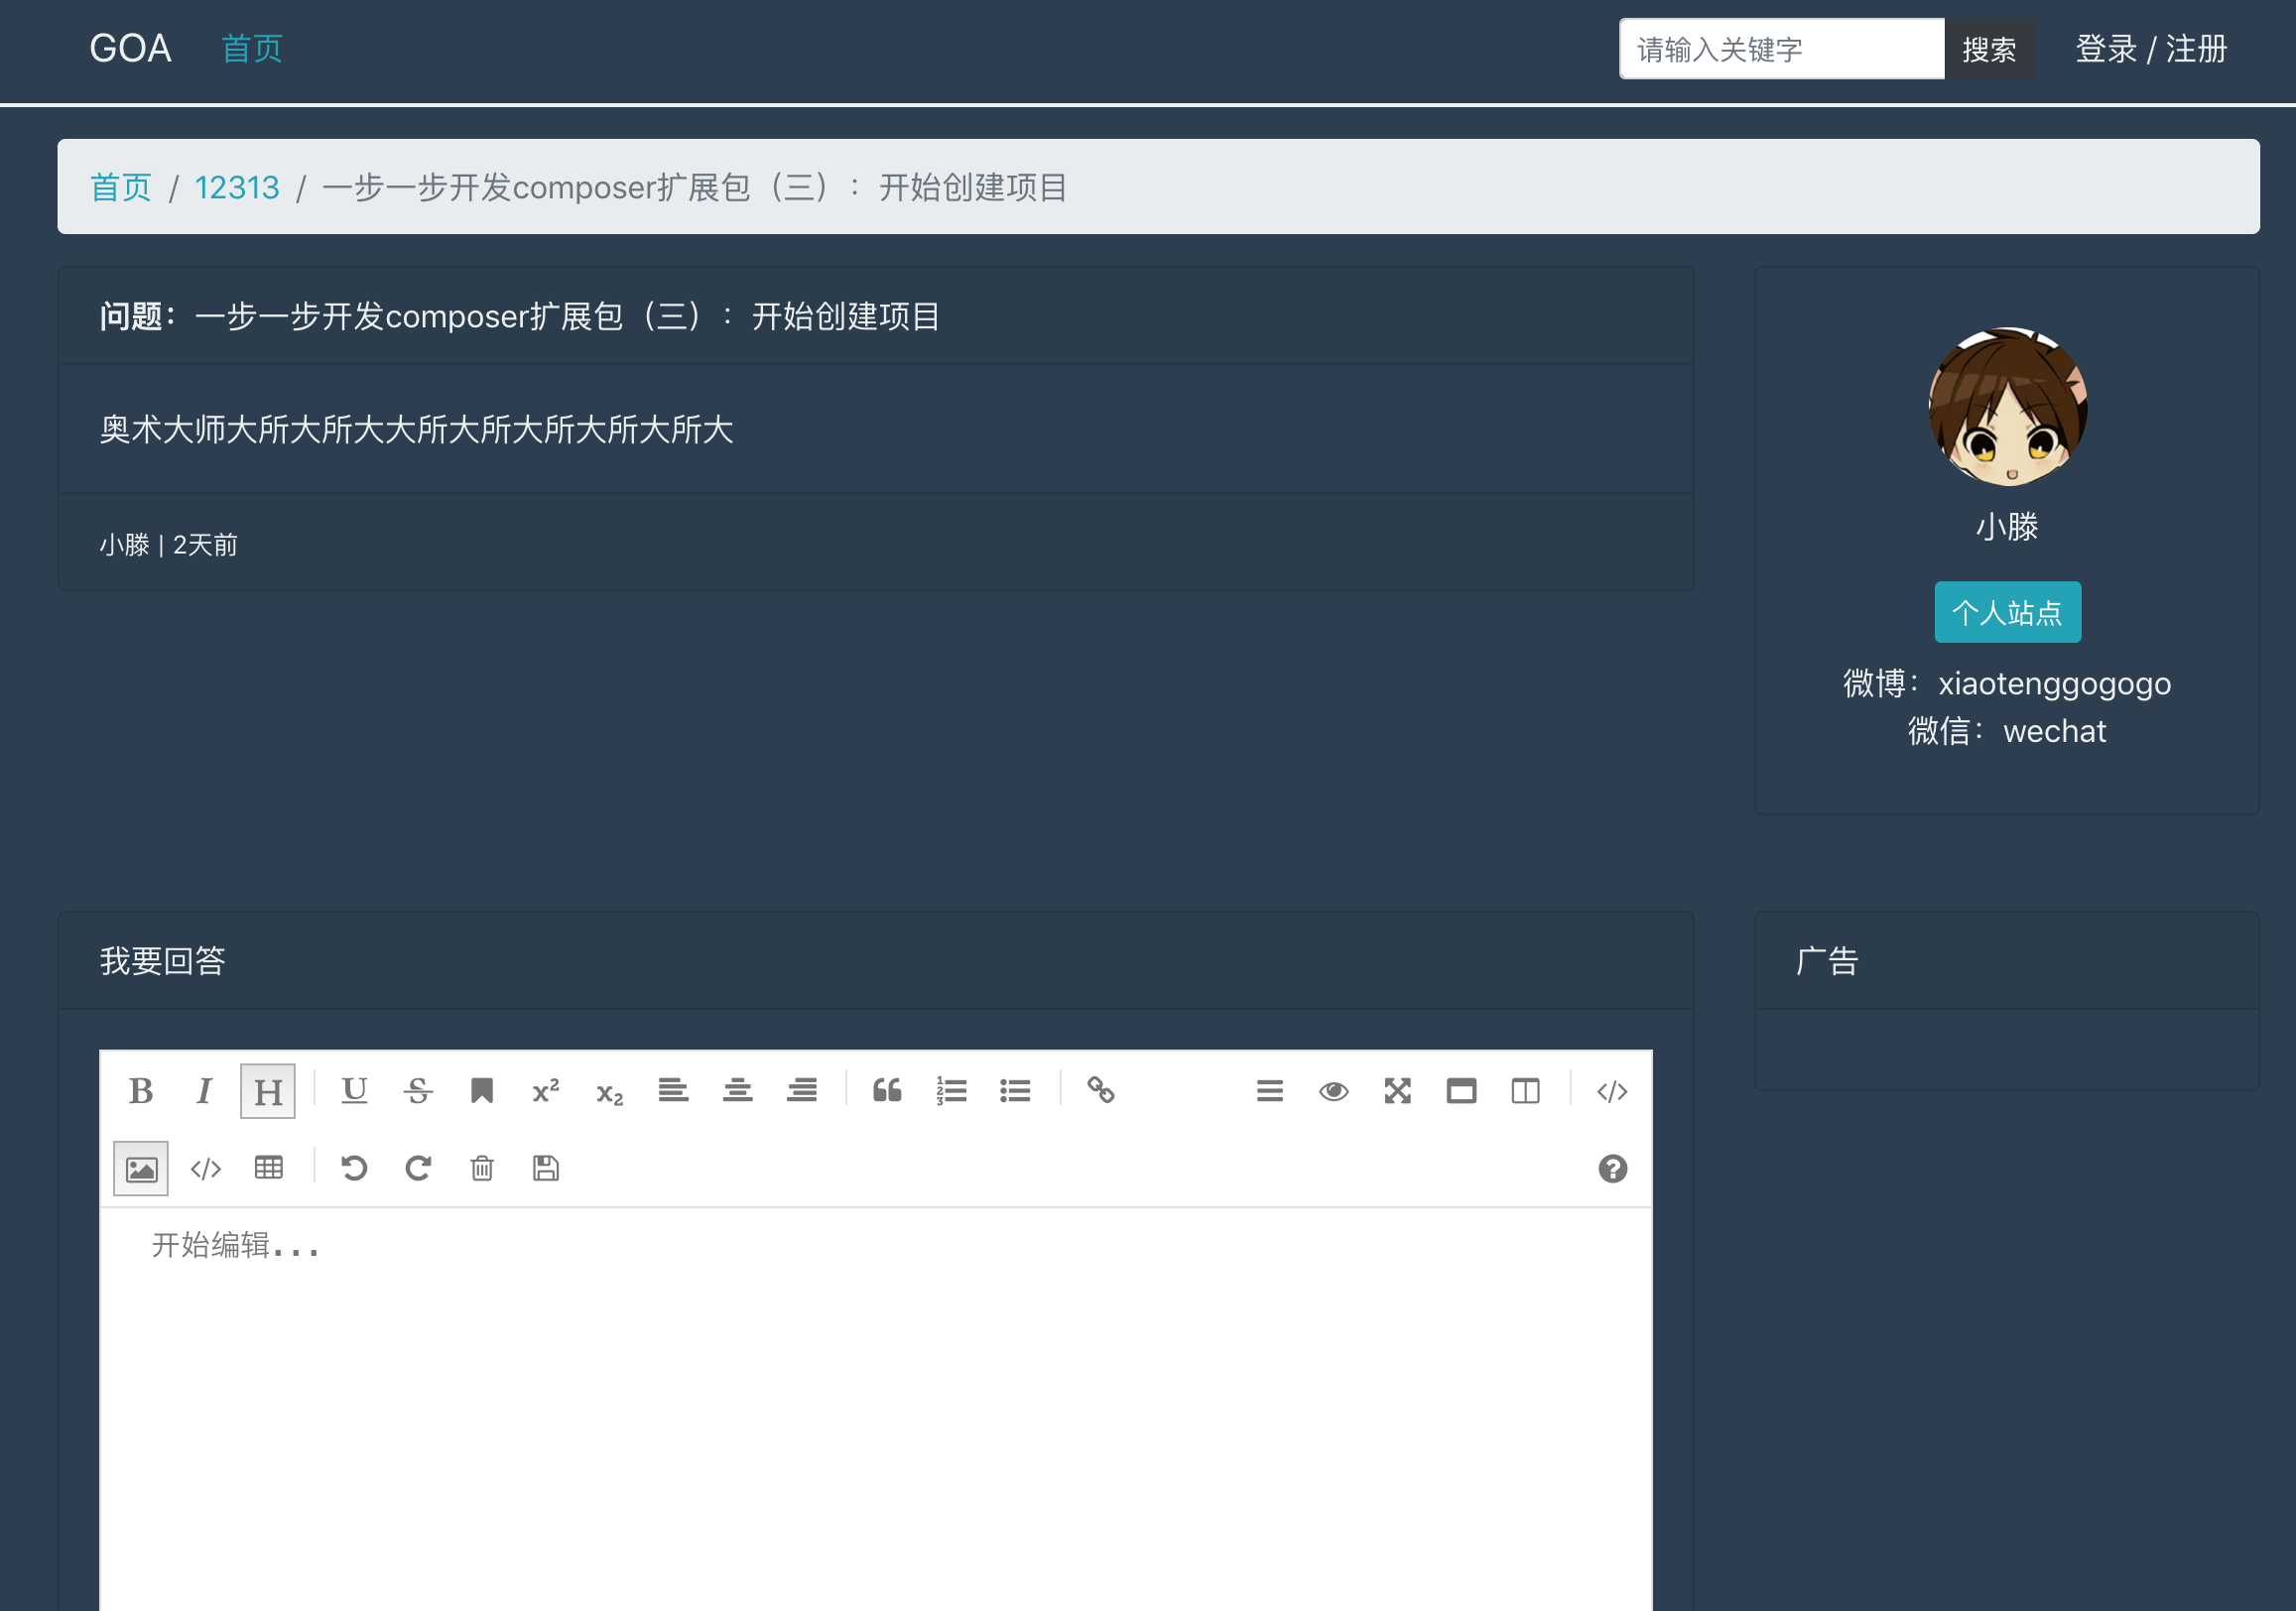 GOA 首页 请输入关键字 搜索 登录 / 注册
首页 / 12313 / 一步一步开发composer扩展包（三）：开始创建项目
问题：一步一步开发composer扩展包（三）：开始创建项目
奥术大师大所大所大大所大所大所大所大所大
小滕 | 2天前
小滕
个人站点
微博：xiaotenggogogo
微信：wechat
我要回答
广告
开始编辑...